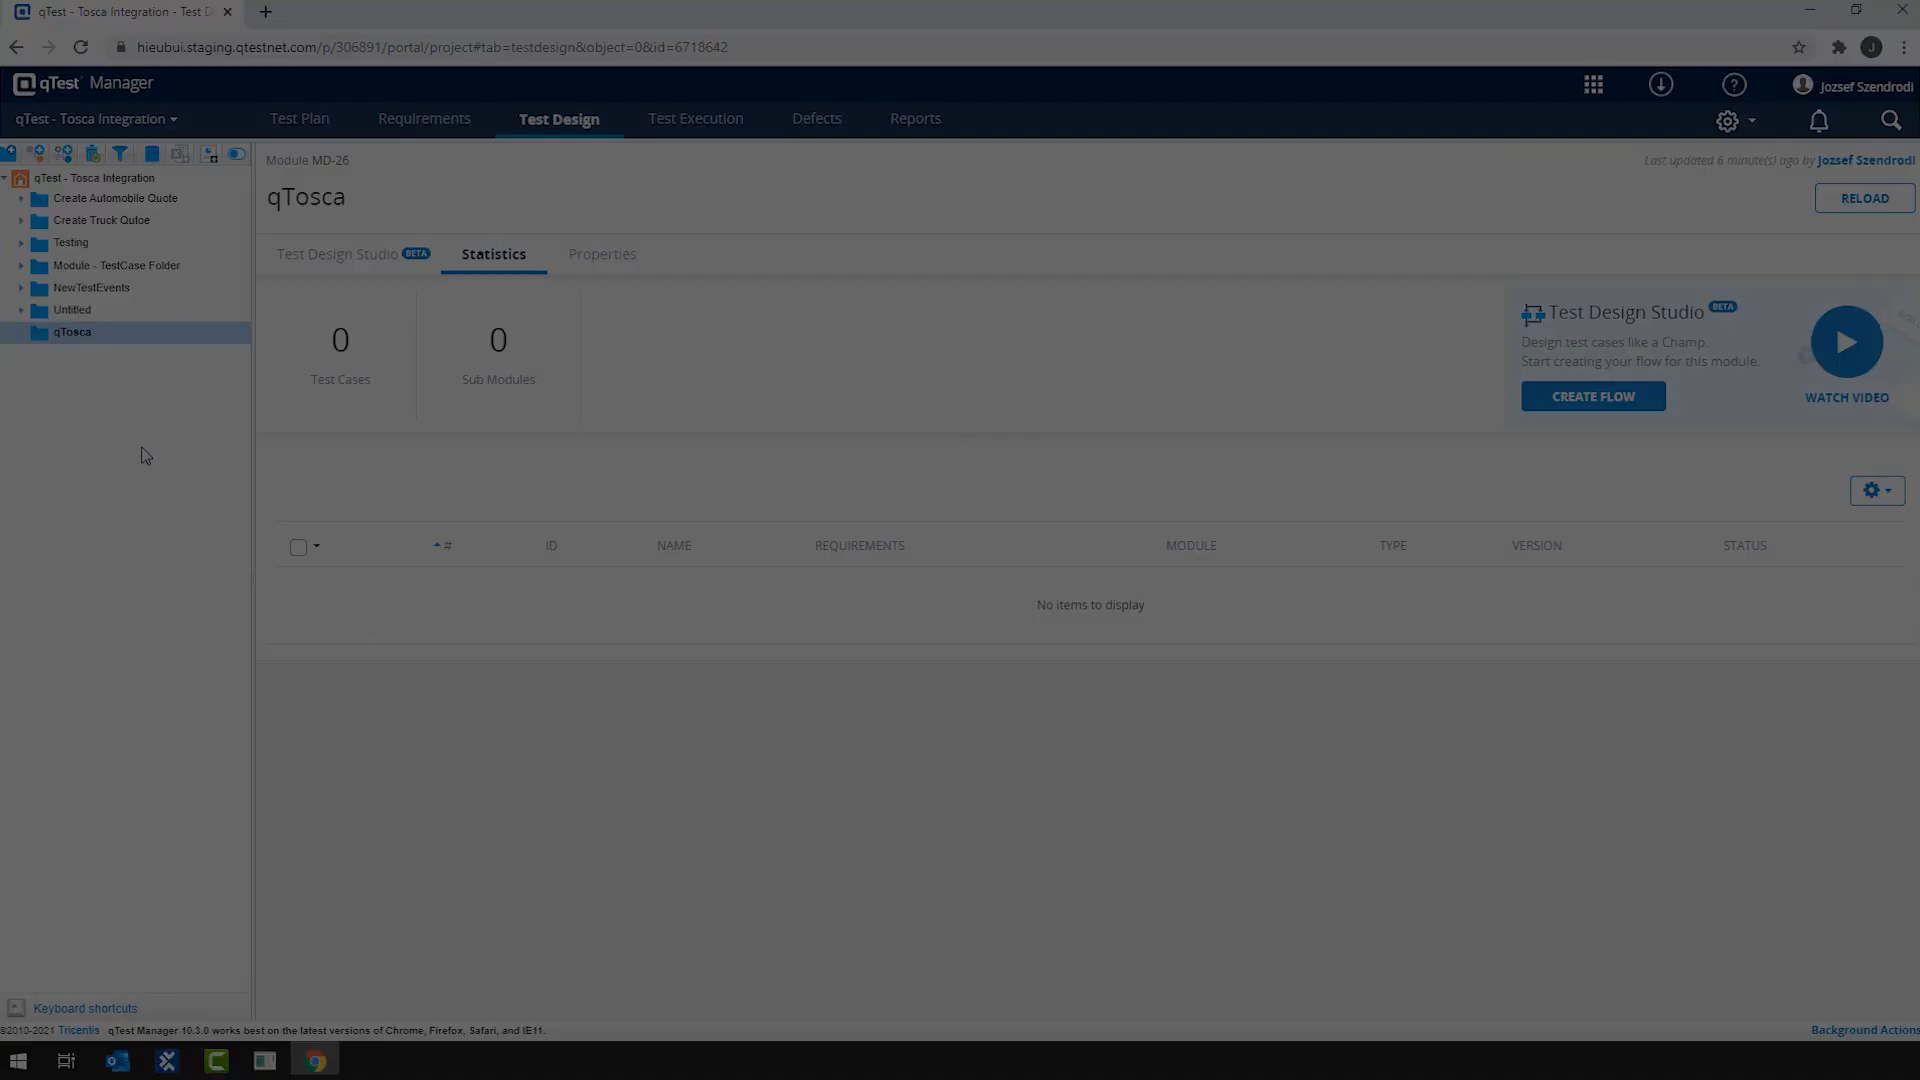 qTest - Tosca Integration - Test D
hieubui.staging.qtestnet.com/p/306891/portal/project#tab=testdesign&object=0&id=6718642
J
qTest Manager
Jozsef Szendrodi
qTest - Tosca Integration
Test Plan
Requirements
Test Design
Test Execution
Defects
Reports
Module MD-26
Last updated 6 minute(s) ago by Jozsef Szendrodi
qTosca
RELOAD
qTest - Tosca Integration
Create Automobile Quote
Create Truck Qutoe
Testing
Module - TestCase Folder
NewTestEvents
Untitled
qTosca
Test Design Studio BETA
Statistics
Properties
0
Test Cases
0
Sub Modules
Test Design Studio BETA
Design test cases like a Champ.
Start creating your flow for this module.
CREATE FLOW
WATCH VIDEO
# ID NAME REQUIREMENTS MODULE TYPE VERSION STATUS
No items to display
Keyboard shortcuts
©2010-2021 Tricentis qTest Manager 10.3.0 works best on the latest versions of Chrome, Firefox, Safari, and IE11.
Background Actions